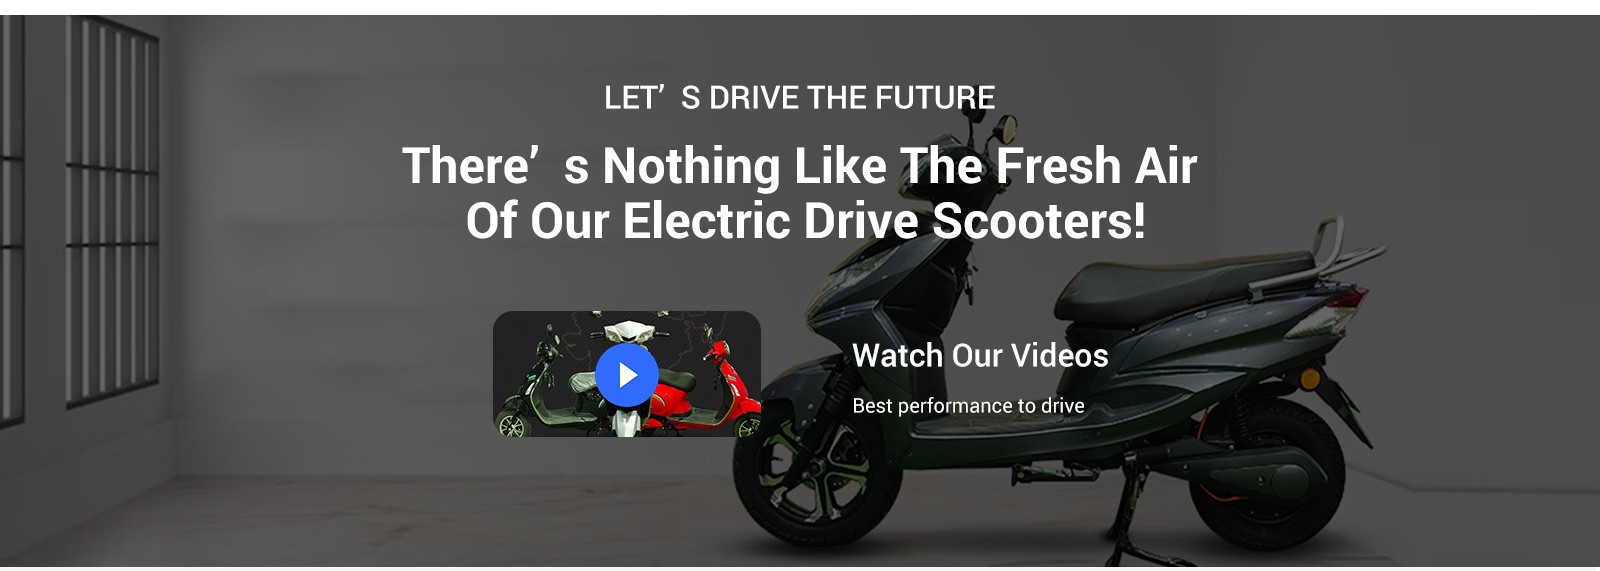 LET’ S DRIVE THE FUTURE
There’ s Nothing Like The Fresh Air
Of Our Electric Drive Scooters!
Watch Our Videos
Best performance to drive